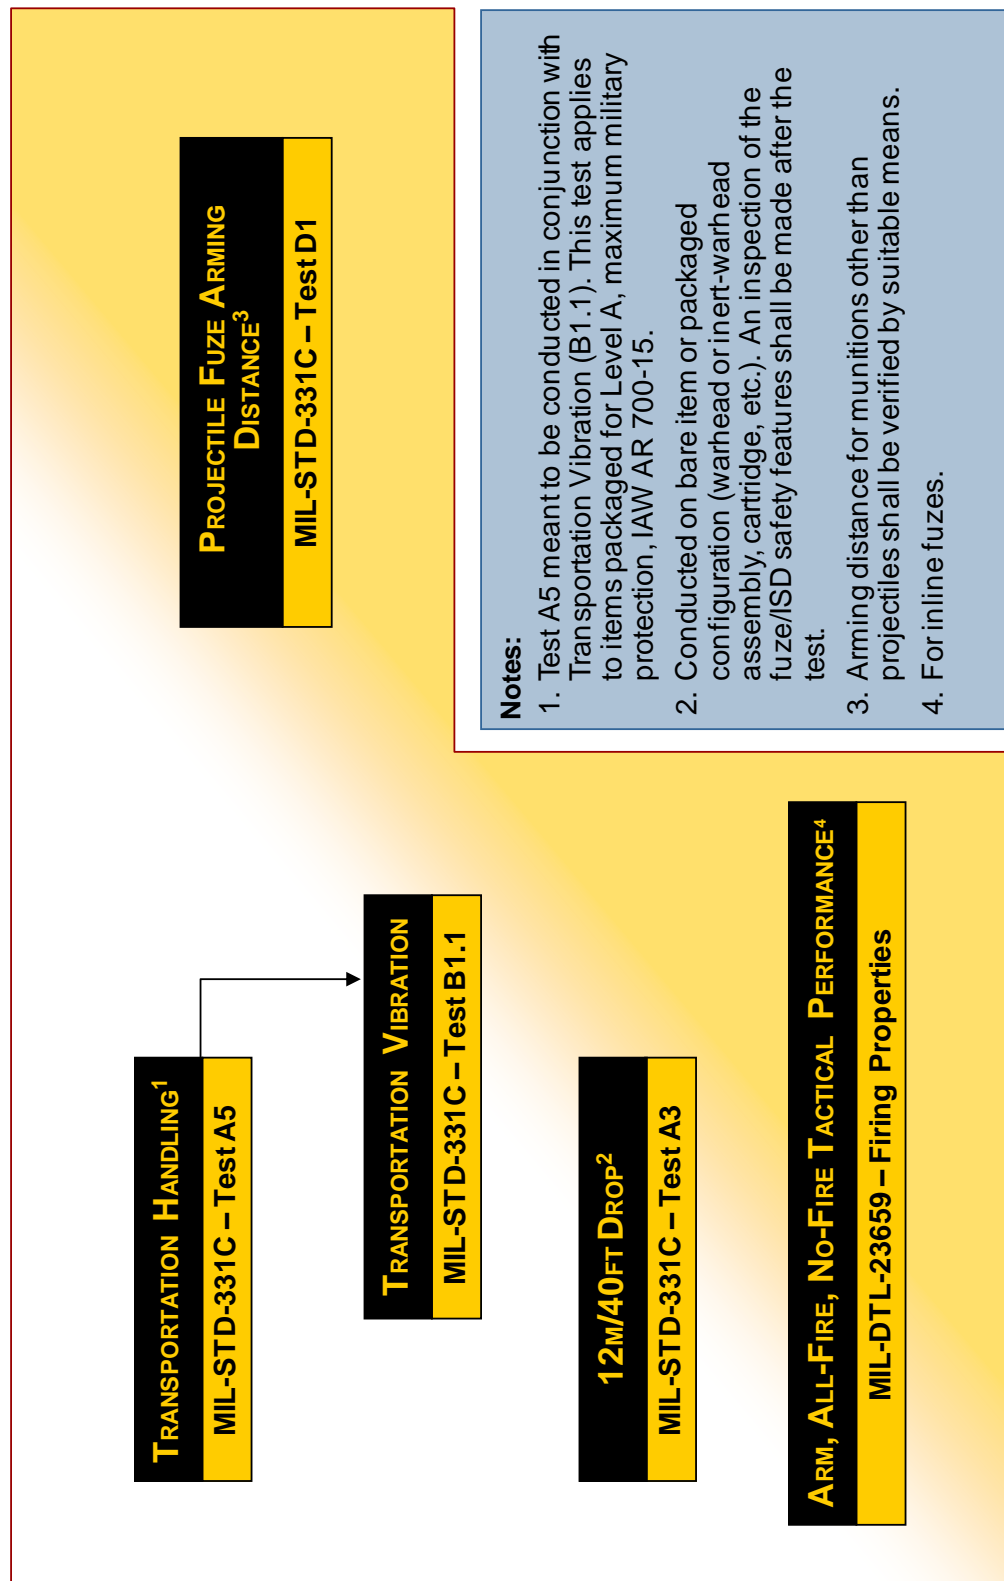 Transportation Handling1
MIL-STD-331C – Test A5
Transportation Vibration
MIL-STD-331C – Test B1.1
12m/40ft Drop2
MIL-STD-331C – Test A3
Arm, All-Fire, No-Fire Tactical Performance4
MIL-DTL-23659 – Firing Properties
Projectile Fuze Arming
Distance3
MIL-STD-331C – Test D1
Notes:
1. Test A5 meant to be conducted in conjunction with
Transportation Vibration (B1.1). This test applies
to items packaged for Level A, maximum military
protection, IAW AR 700-15.
2. Conducted on bare item or packaged
configuration (warhead or inert-warhead
assembly, cartridge, etc.). An inspection of the
fuze/ISD safety features shall be made after the
test.
3. Arming distance for munitions other than
projectiles shall be verified by suitable means.
4. For inline fuzes.